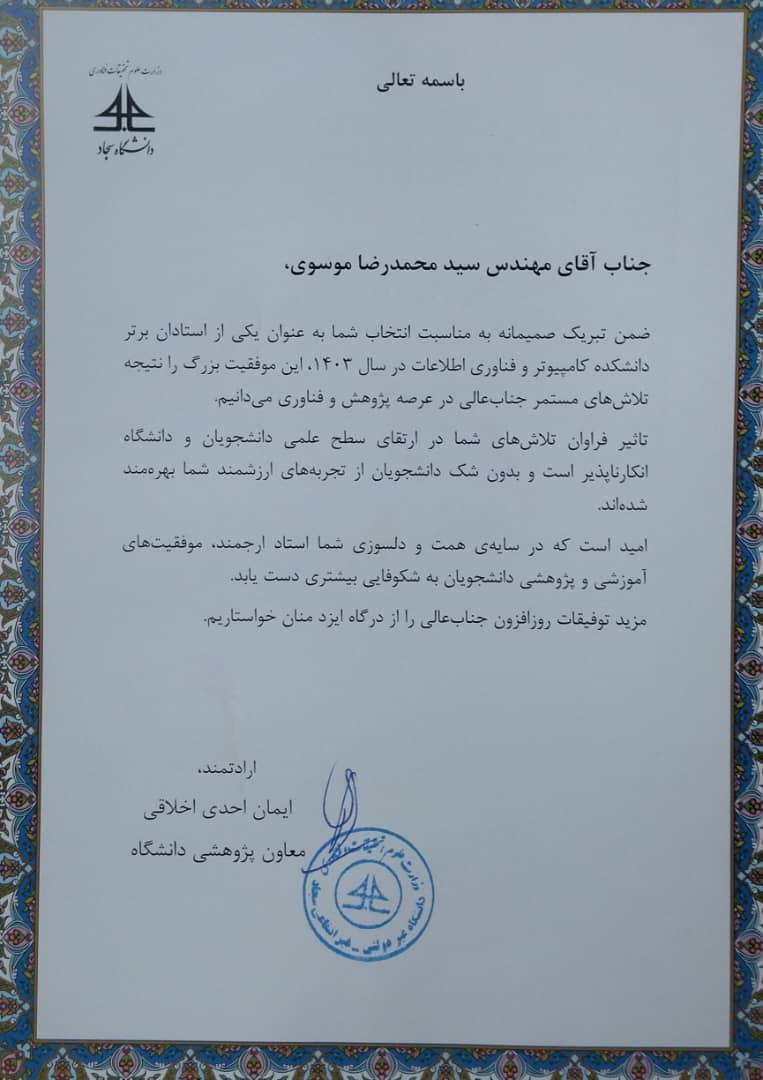 باسمه تعالی
وزارت علوم تحقیقات و فناوری
دانشگاه سجاد
جناب آقای مهندس سید محمدرضا موسوی،
ضمن تبریک صمیمانه به مناسبت انتخاب شما به عنوان یکی از استادان برتر
دانشکده کامپیوتر و فناوری اطلاعات در سال ۱۴۰۳، این موفقیت بزرگ را نتیجه
تلاش‌های مستمر جناب‌عالی در عرصه پژوهش و فناوری می‌دانیم.
تاثیر فراوان تلاش‌های شما در ارتقای سطح علمی دانشجویان و دانشگاه
انکارناپذیر است و بدون شک دانشجویان از تجربه‌های ارزشمند شما بهره‌مند
شده‌اند.
امید است که در سایه‌ی همت و دلسوزی شما استاد ارجمند، موفقیت‌های
آموزشی و پژوهشی دانشجویان به شکوفایی بیشتری دست یابد.
مزید توفیقات روزافزون جناب‌عالی را از درگاه ایزد منان خواستاریم.
ارادتمند،
ایمان احدی اخلاقی
معاون پژوهشی دانشگاه
وزارت علوم تحقیقات
دانشگاه غیر دولتی - غیر انتفاعی سجاد